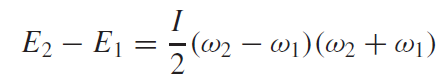 E₂ − E₁ = I/2 (ω₂ − ω₁)(ω₂ + ω₁)